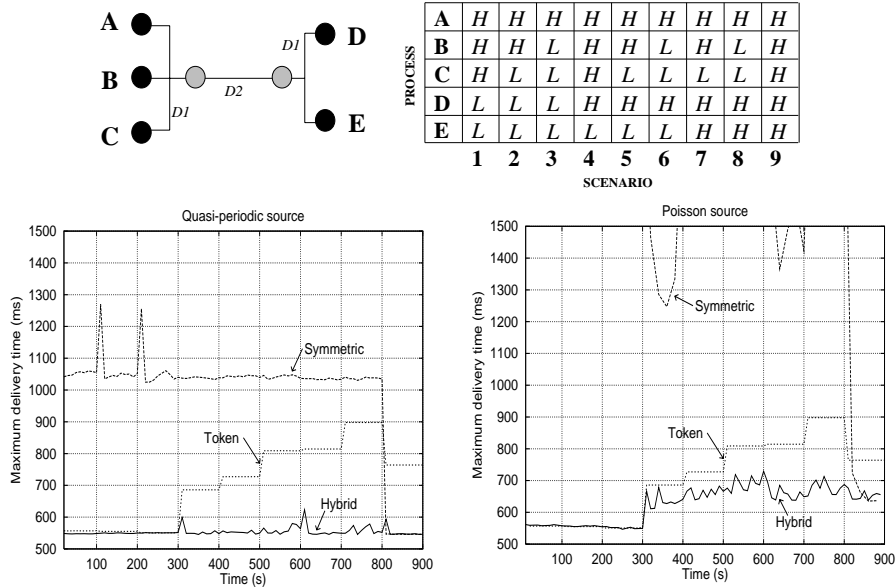 A
B
C
D
E
D1
D2
D1
PROCESS
A H H H H H H H H H
B H H L H H L H L H
C H L L H L L L L H
D L L L H H H H H H
E L L L L L L H H H
1 2 3 4 5 6 7 8 9
SCENARIO
Quasi-periodic source
Maximum delivery time (ms)
1500
1400
1300
1200
1100
1000
900
800
700
600
500
Symmetric
Token
Hybrid
100 200 300 400 500 600 700 800 900
Time (s)
Poisson source
Maximum delivery time (ms)
1500
1400
1300
1200
1100
1000
900
800
700
600
500
Symmetric
Token
Hybrid
100 200 300 400 500 600 700 800 900
Time (s)